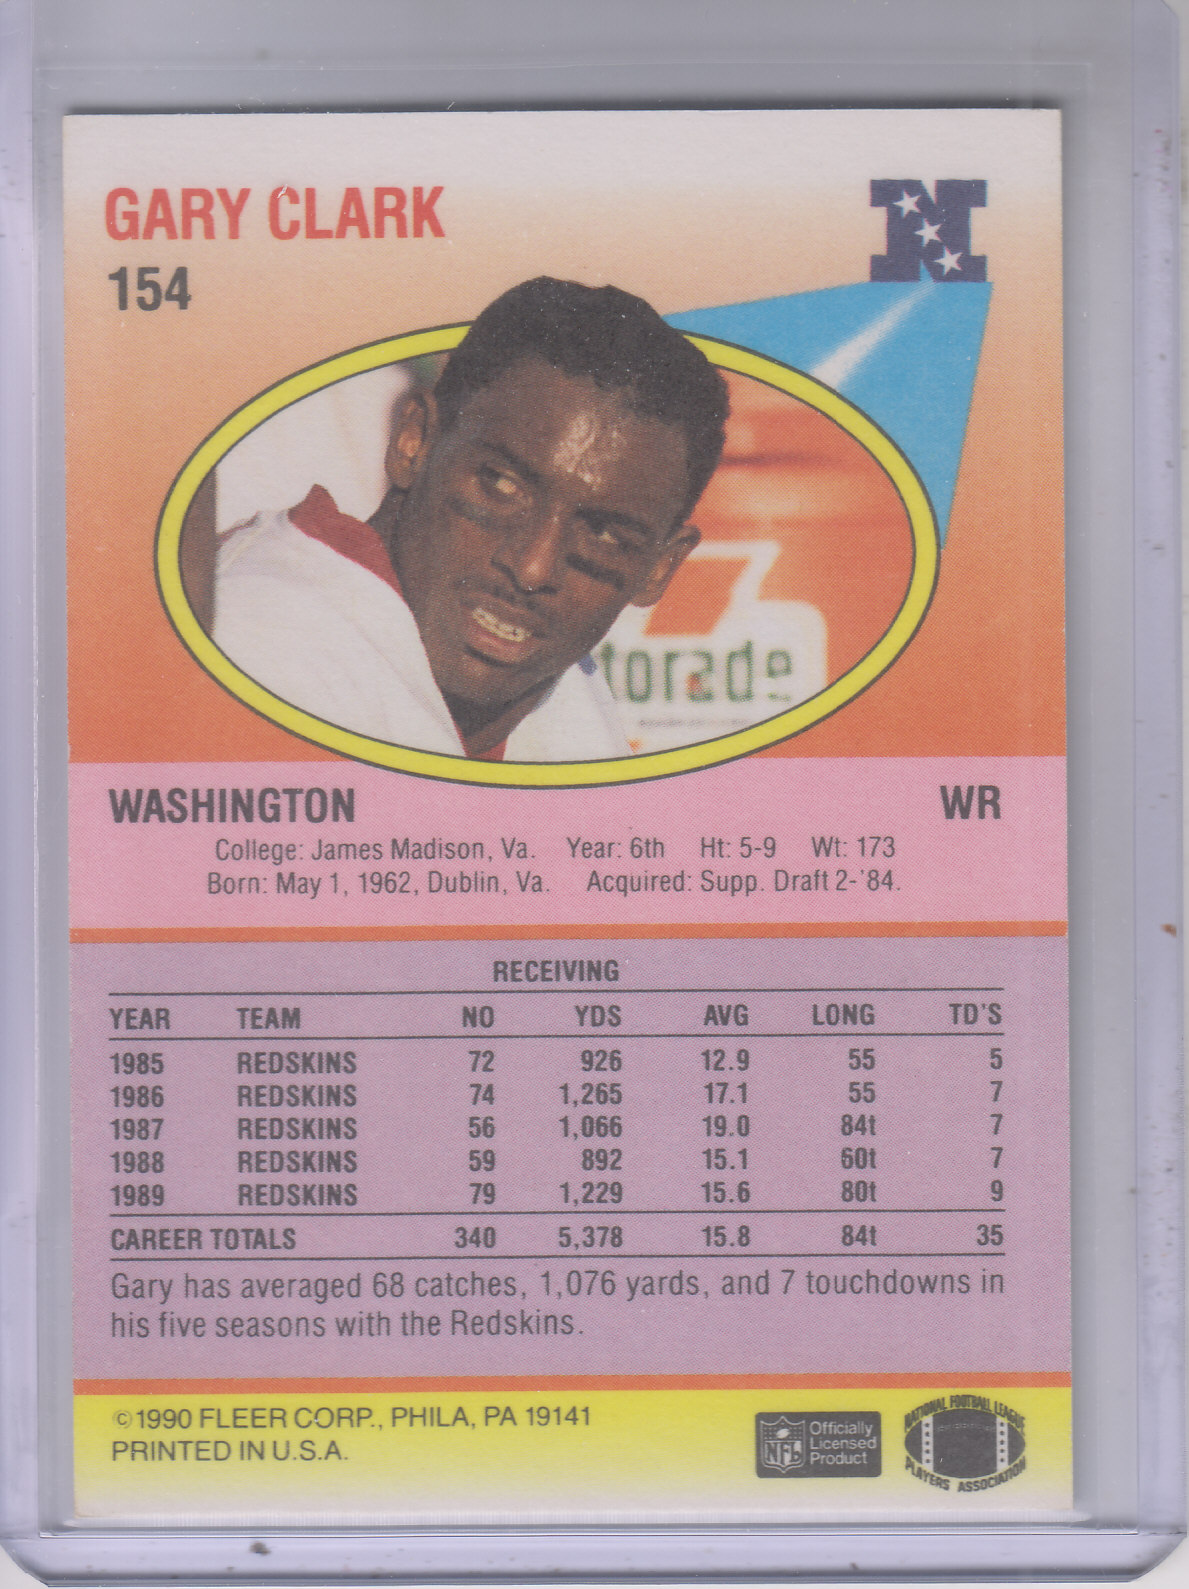 GARY CLARK
154
N
torade
WASHINGTON WR
College: James Madison, Va. Year: 6th Ht: 5-9 Wt: 173
Born: May 1, 1962, Dublin, Va. Acquired: Supp. Draft 2-'84.
RECEIVING
YEAR TEAM NO YDS AVG LONG TD'S
1985 REDSKINS 72 926 12.9 55 5
1986 REDSKINS 74 1,265 17.1 55 7
1987 REDSKINS 56 1,066 19.0 84t 7
1988 REDSKINS 59 892 15.1 60t 7
1989 REDSKINS 79 1,229 15.6 80t 9
CAREER TOTALS 340 5,378 15.8 84t 35
Gary has averaged 68 catches, 1,076 yards, and 7 touchdowns in
his five seasons with the Redskins.
©1990 FLEER CORP., PHILA, PA 19141
PRINTED IN U.S.A.
NFL
Officially
Licensed
Product
NATIONAL FOOTBALL LEAGUE
PLAYERS ASSOCIATION